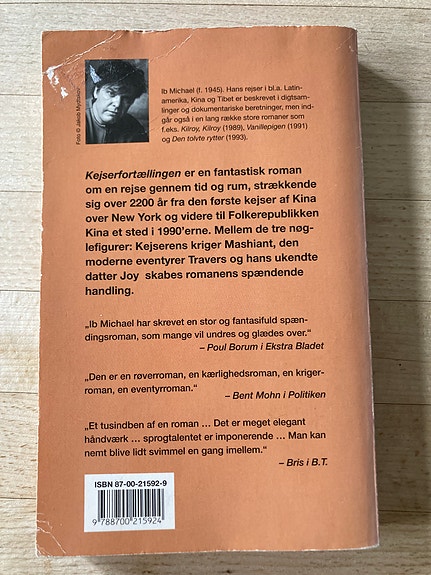 Foto © Jakob Mydtskov
Ib Michael (f. 1945). Hans rejser i bl.a. Latin-
amerika, Kina og Tibet er beskrevet i digtsamlin-
ger og dokumentariske beretninger, men ind-
går også i en lang række store romaner som
f.eks. Kilroy, Kilroy (1989), Vanillepigen (1991)
og Den tolvte rytter (1993).
Kejserfortællingen er en fantastisk roman
om en rejse gennem tid og rum, strækkende
sig over 2200 år fra den første kejser af Kina
over New York og videre til Folkerepublikken
Kina et sted i 1990'erne. Mellem de tre nøg-
lefigurer: Kejserens kriger Mashiant, den
moderne eventyrer Travers og hans ukendte
datter Joy skabes romanens spændende
handling.
„Ib Michael har skrevet en stor og fantasifuld spæn-
dingsroman, som mange vil undres og glædes over.“
– Poul Borum i Ekstra Bladet
„Den er en røverroman, en kærlighedsroman, en kriger-
roman, en eventyrroman.“
– Bent Mohn i Politiken
„Et tusindben af en roman ... Det er meget elegant
håndværk ... sprogtalentet er imponerende ... Man kan
nemt blive lidt svimmel en gang imellem.“
– Bris i B.T.
ISBN 87-00-21592-9
9 788700 215924